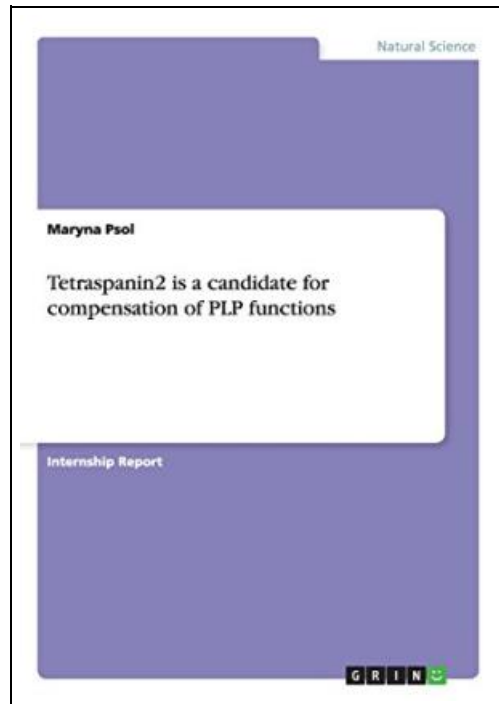 Natural Science
Maryna Psol
Tetraspanin2 is a candidate for
compensation of PLP functions
Internship Report
GRIN